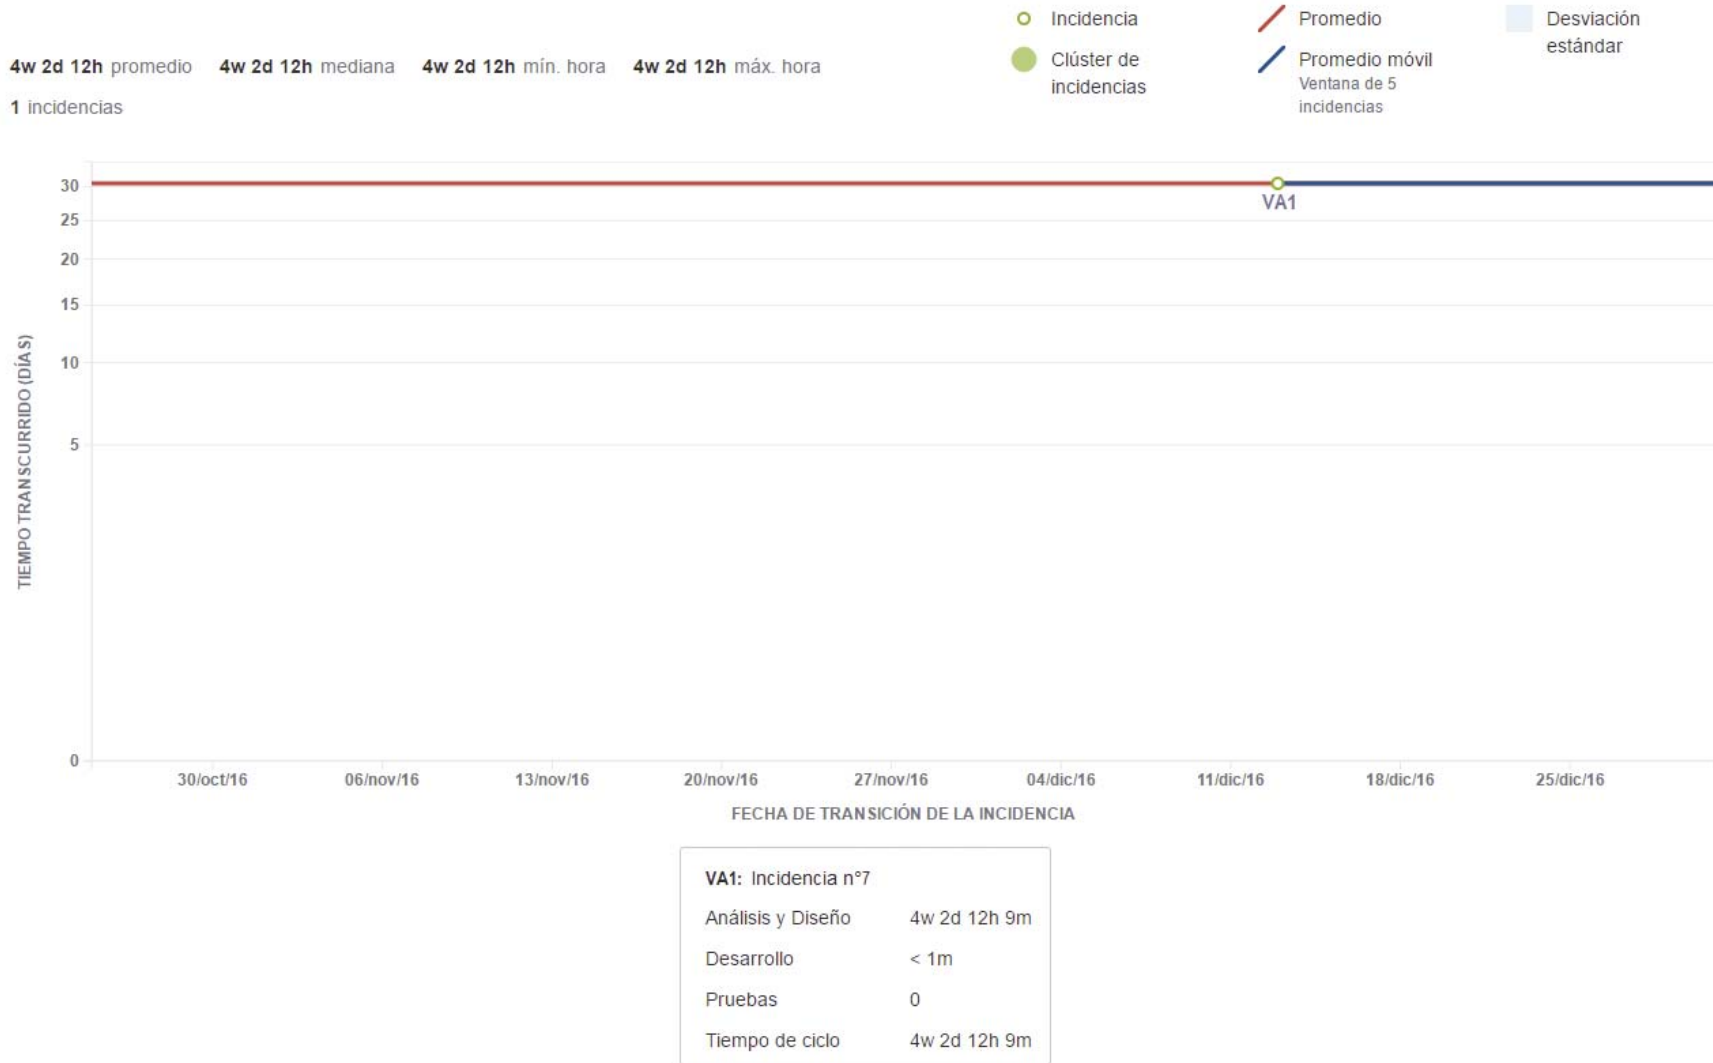 4w 2d 12h promedio 4w 2d 12h mediana 4w 2d 12h mín. hora 4w 2d 12h máx. hora
1 incidencias
Incidencia
Clúster de
incidencias
Promedio
Promedio móvil
Ventana de 5
incidencias
Desviación
estándar
TIEMPO TRANSCURRIDO (DÍAS)
30
25
20
15
10
5
0
VA1
30/oct/16 06/nov/16 13/nov/16 20/nov/16 27/nov/16 04/dic/16 11/dic/16 18/dic/16 25/dic/16
FECHA DE TRANSICIÓN DE LA INCIDENCIA
VA1: Incidencia n°7
Análisis y Diseño 4w 2d 12h 9m
Desarrollo < 1m
Pruebas 0
Tiempo de ciclo 4w 2d 12h 9m